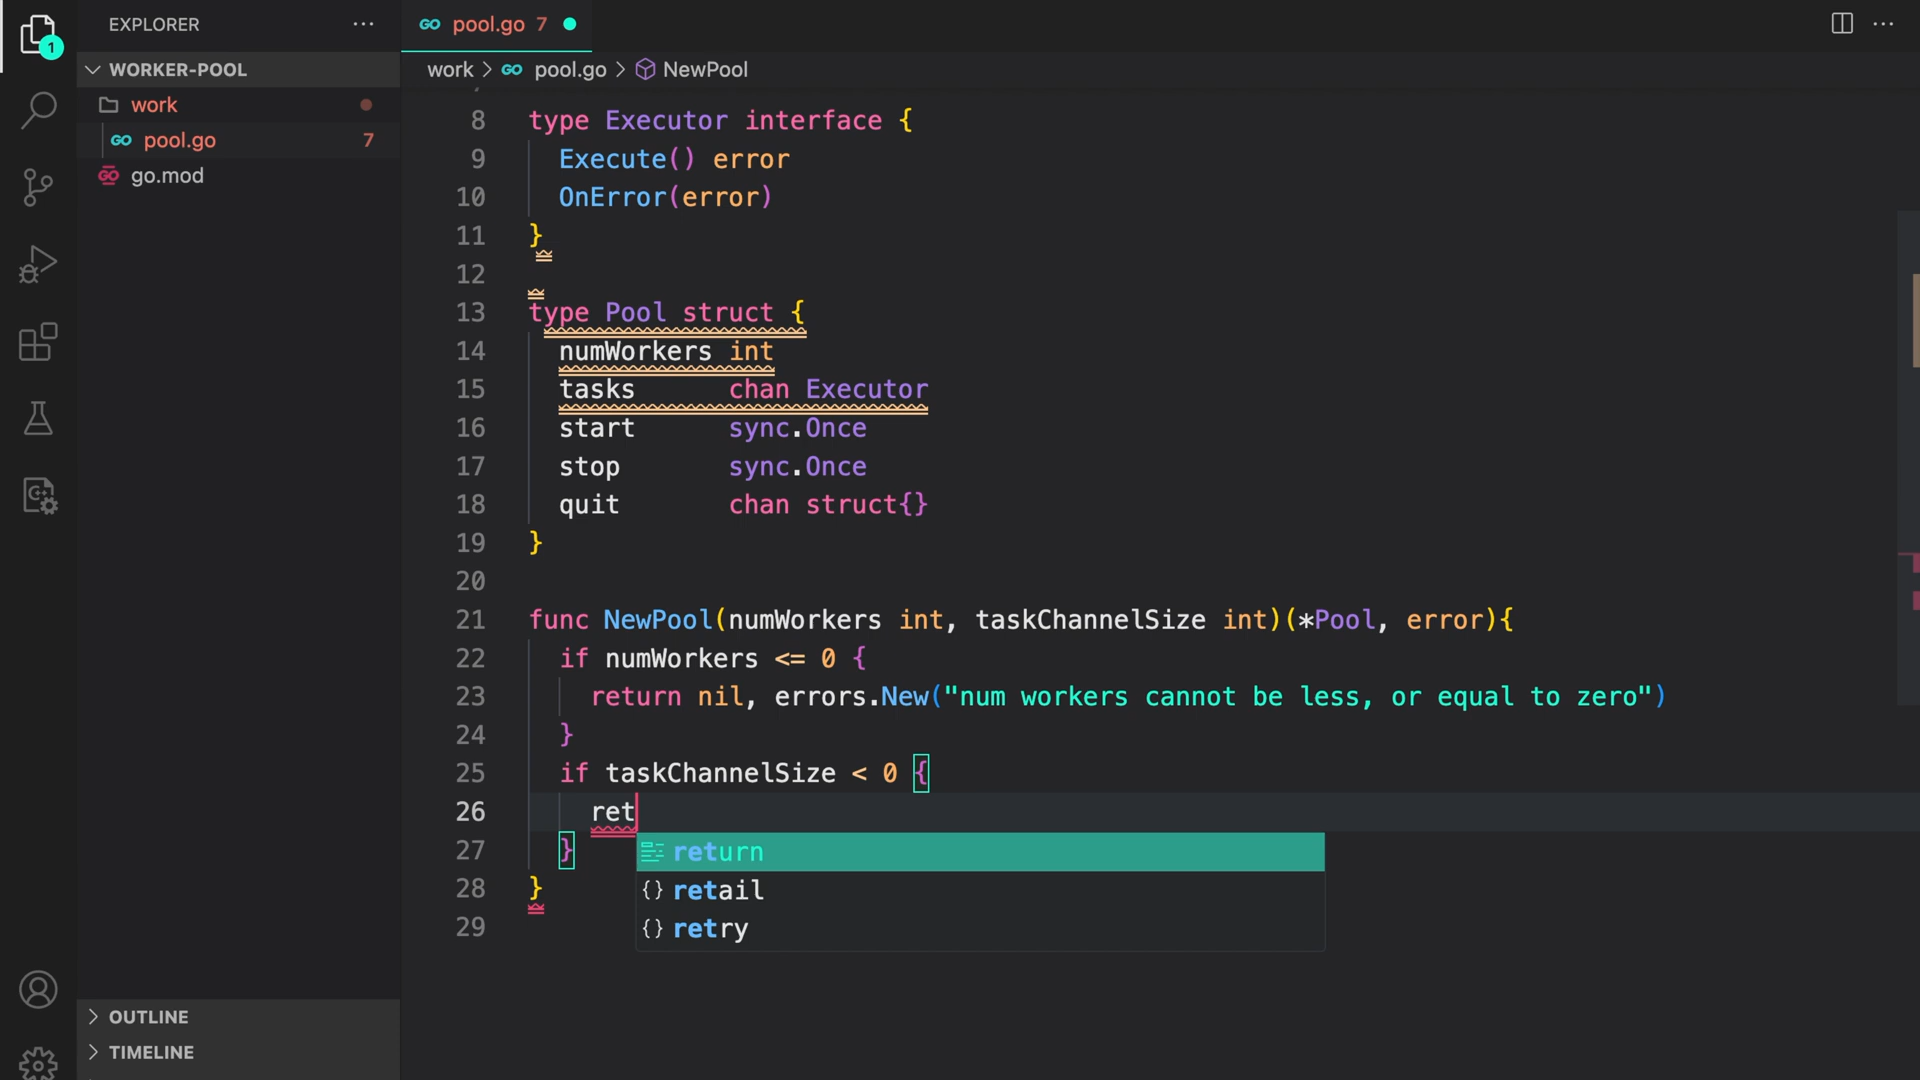 EXPLORER
WORKER-POOL
work
pool.go 7
go.mod
OUTLINE
TIMELINE
1
pool.go 7
work > pool.go > NewPool
8 type Executor interface {
9 Execute() error
10 OnError(error)
11 }
12
13 type Pool struct {
14 numWorkers int
15 tasks chan Executor
16 start sync.Once
17 stop sync.Once
18 quit chan struct{}
19 }
20
21 func NewPool(numWorkers int, taskChannelSize int)(*Pool, error){
22 if numWorkers <= 0 {
23 return nil, errors.New("num workers cannot be less, or equal to zero")
24 }
25 if taskChannelSize < 0 {
26 ret
27 }
28 }
29
return
{} retail
{} retry